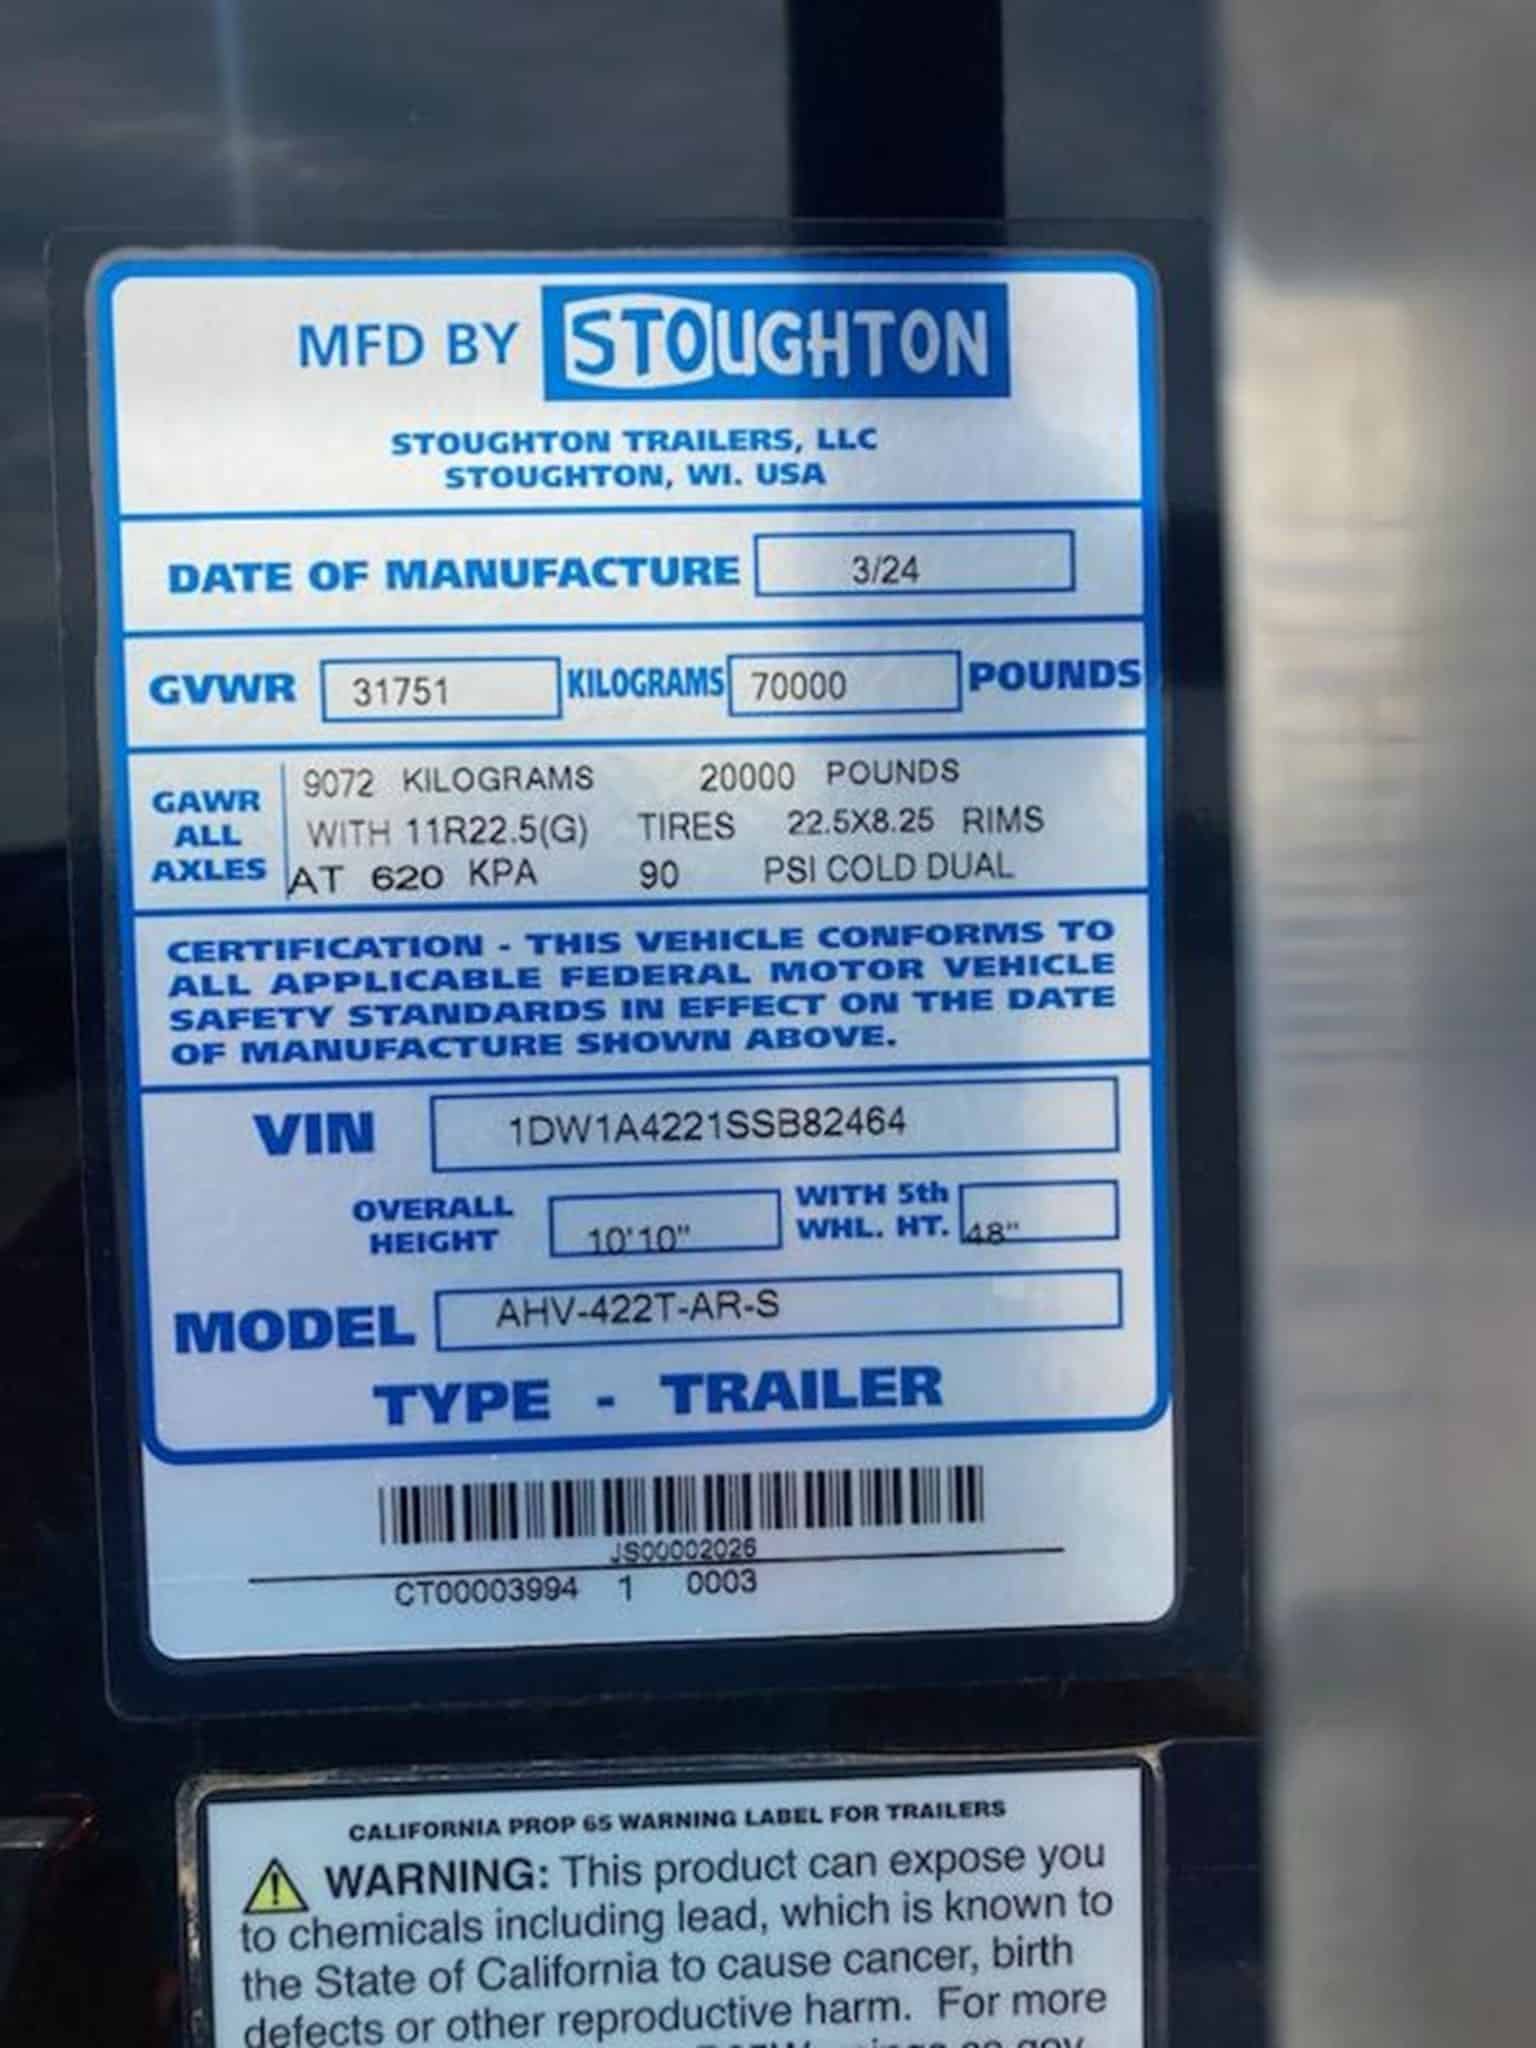 MFD BY STOUGHTON
STOUGHTON TRAILERS, LLC
STOUGHTON, WI. USA
DATE OF MANUFACTURE 3/24
GVWR 31751 KILOGRAMS 70000 POUNDS
GAWR ALL AXLES
9072 KILOGRAMS 20000 POUNDS
WITH 11R22.5(G) TIRES 22.5X8.25 RIMS
AT 620 KPA 90 PSI COLD DUAL
CERTIFICATION - THIS VEHICLE CONFORMS TO
ALL APPLICABLE FEDERAL MOTOR VEHICLE
SAFETY STANDARDS IN EFFECT ON THE DATE
OF MANUFACTURE SHOWN ABOVE.
VIN 1DW1A4221SSB82464
OVERALL HEIGHT 10'10" WITH 5th WHL. HT. 48"
MODEL AHV-422T-AR-S
TYPE - TRAILER
JS00002026
CT00003994 1 0003
CALIFORNIA PROP 65 WARNING LABEL FOR TRAILERS
WARNING: This product can expose you
to chemicals including lead, which is known to
the State of California to cause cancer, birth
defects or other reproductive harm. For more